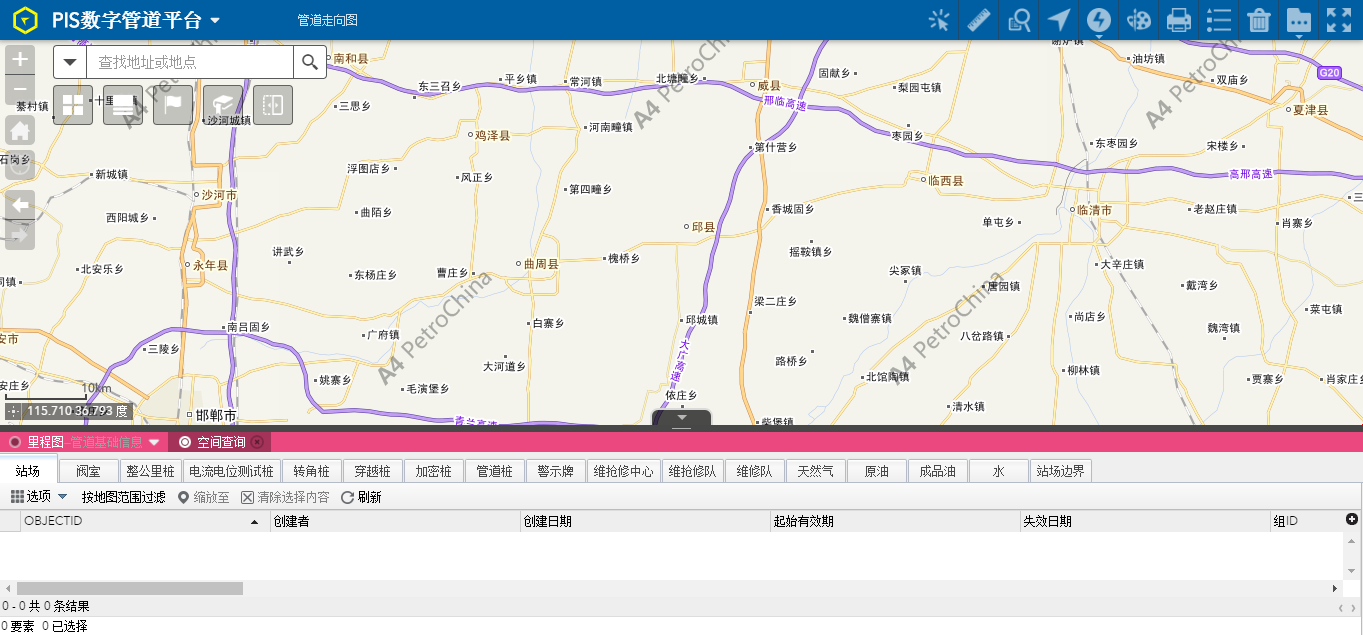 PIS数字管道平台 管道走向图
查找地址或地点
南和县
东三召乡
平乡镇
常河镇
北塘疃乡
威县
固献乡
梨园屯镇
油坊镇
双庙乡
G20
夏津县
綦村镇
十里
三思乡
沙河城镇
鸡泽县
河南疃镇
邢临高速
第什营乡
枣园乡
东枣园乡
宋楼乡
石岗乡
新城镇
浮图店乡
风正乡
第四疃乡
临西县
高邢高速
沙河市
西阳城乡
曲陌乡
香城固乡
单屯乡
临清市
老赵庄镇
肖寨乡
邱县
讲武乡
摇鞍镇乡
永年县
北安乐乡
东杨庄乡
曹庄乡
曲周县
槐桥乡
尖冢镇
大辛庄镇
唐园镇
戴湾乡
梁二庄乡
南吕固乡
广府镇
白寨乡
邱城镇
魏僧寨镇
尚店乡
魏湾镇
菜屯镇
八岔路镇
三陵乡
大河道乡
大广高速
路桥乡
北馆陶镇
柳林镇
贾寨乡
肖家庄
姚寨乡
毛演堡乡
依庄乡
清水镇
安庄乡
10km
115.710 36.793 度
邯郸市
青兰高速
柴堡镇
A4 PetroChina
A4 PetroChina
A4 PetroChina
A4 PetroChina
A4 PetroChina
里程图--管道基础信息 空间查询
站场 阀室 整公里桩 电流电位测试桩 转角桩 穿越桩 加密桩 管道桩 警示牌 维抢修中心 维抢修队 维修队 天然气 原油 成品油 水 站场边界
选项 按地图范围过滤 缩放至 清除选择内容 刷新
OBJECTID 创建者 创建日期 起始有效期 失效日期 组ID
0 - 0 共 0 条结果
0 要素 0 已选择